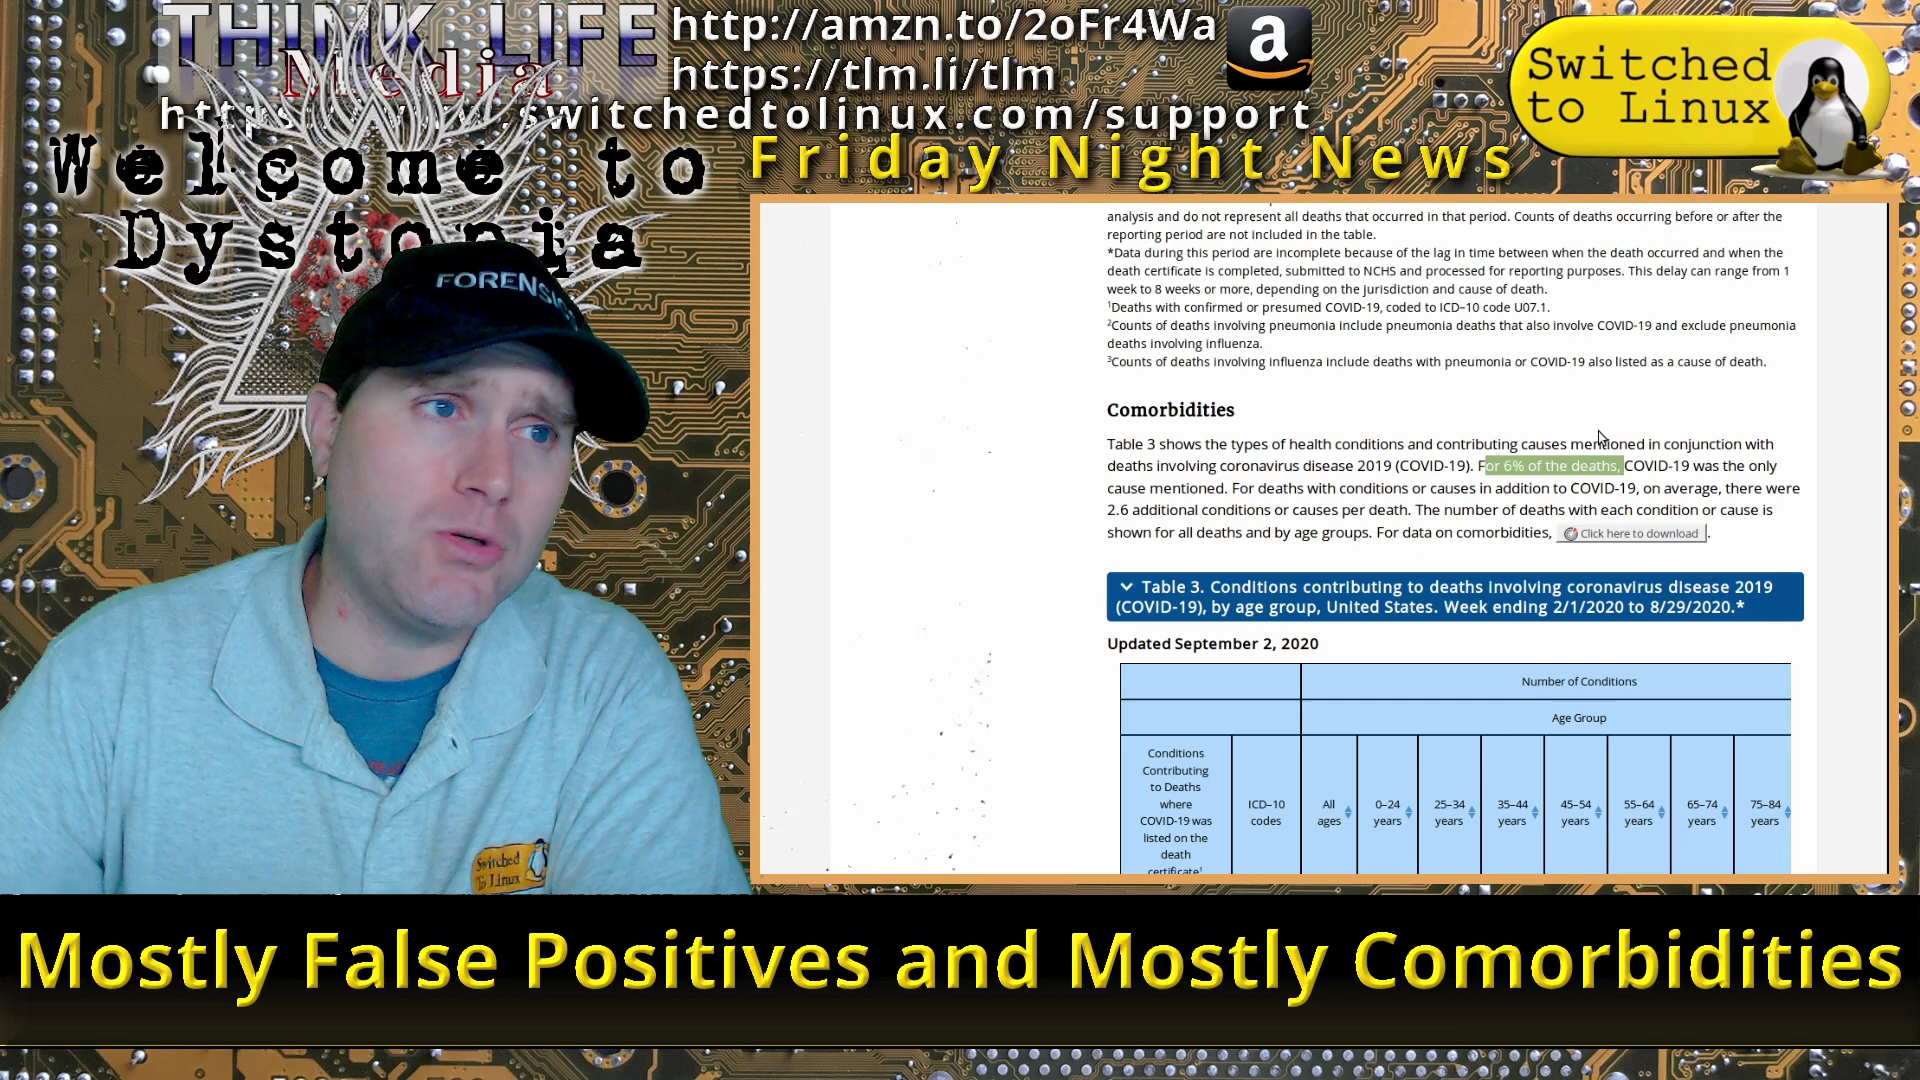 THINK LIFE
Media
http://amzn.to/2oFr4Wa
a
https://tlm.li/tlm
https://www.switchedtolinux.com/support
Switched
to Linux
Welcome to
Dystopia
Friday Night News
FORENSIC
analysis and do not represent all deaths that occurred in that period. Counts of deaths occurring before or after the
reporting period are not included in the table.
*Data during this period are incomplete because of the lag in time between when the death occurred and when the
death certificate is completed, submitted to NCHS and processed for reporting purposes. This delay can range from 1
week to 8 weeks or more, depending on the jurisdiction and cause of death.
¹Deaths with confirmed or presumed COVID-19, coded to ICD–10 code U07.1.
²Counts of deaths involving pneumonia include pneumonia deaths that also involve COVID-19 and exclude pneumonia
deaths involving influenza.
³Counts of deaths involving influenza include deaths with pneumonia or COVID-19 also listed as a cause of death.
Comorbidities
Table 3 shows the types of health conditions and contributing causes mentioned in conjunction with
deaths involving coronavirus disease 2019 (COVID-19). For 6% of the deaths, COVID-19 was the only
cause mentioned. For deaths with conditions or causes in addition to COVID-19, on average, there were
2.6 additional conditions or causes per death. The number of deaths with each condition or cause is
shown for all deaths and by age groups. For data on comorbidities, Click here to download .
Table 3. Conditions contributing to deaths involving coronavirus disease 2019
(COVID-19), by age group, United States. Week ending 2/1/2020 to 8/29/2020.*
Updated September 2, 2020
Number of Conditions
Age Group
Conditions
Contributing
to Deaths
where
COVID-19 was
listed on the
death
certificate¹
ICD–10
codes
All
ages
0–24
years
25–34
years
35–44
years
45–54
years
55–64
years
65–74
years
75–84
years
Switched
To Linux
Mostly False Positives and Mostly Comorbidities